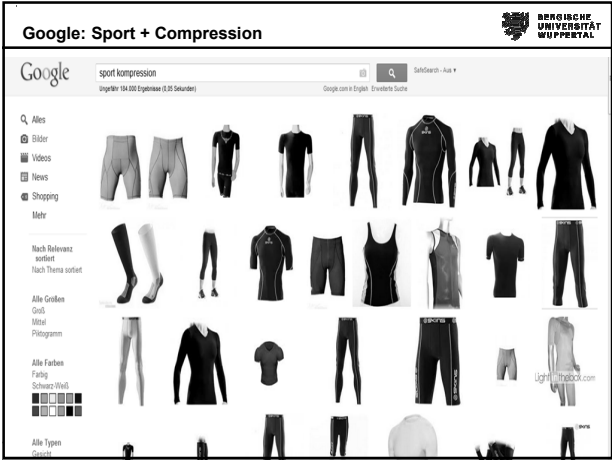 Google: Sport + Compression
BERGISCHE
UNIVERSITÄT
WUPPERTAL
Google
sport kompression
SafeSearch - Aus ▾
Ungefähr 184.000 Ergebnisse (0,05 Sekunden)
Google.com in English Erweiterte Suche
Alles
Bilder
Videos
News
Shopping
Mehr
Nach Relevanz
sortiert
Nach Thema sortiert
Alle Größen
Groß
Mittel
Piktogramm
Alle Farben
Farbig
Schwarz-Weiß
Alle Typen
Gesicht
SKINS
SKINS